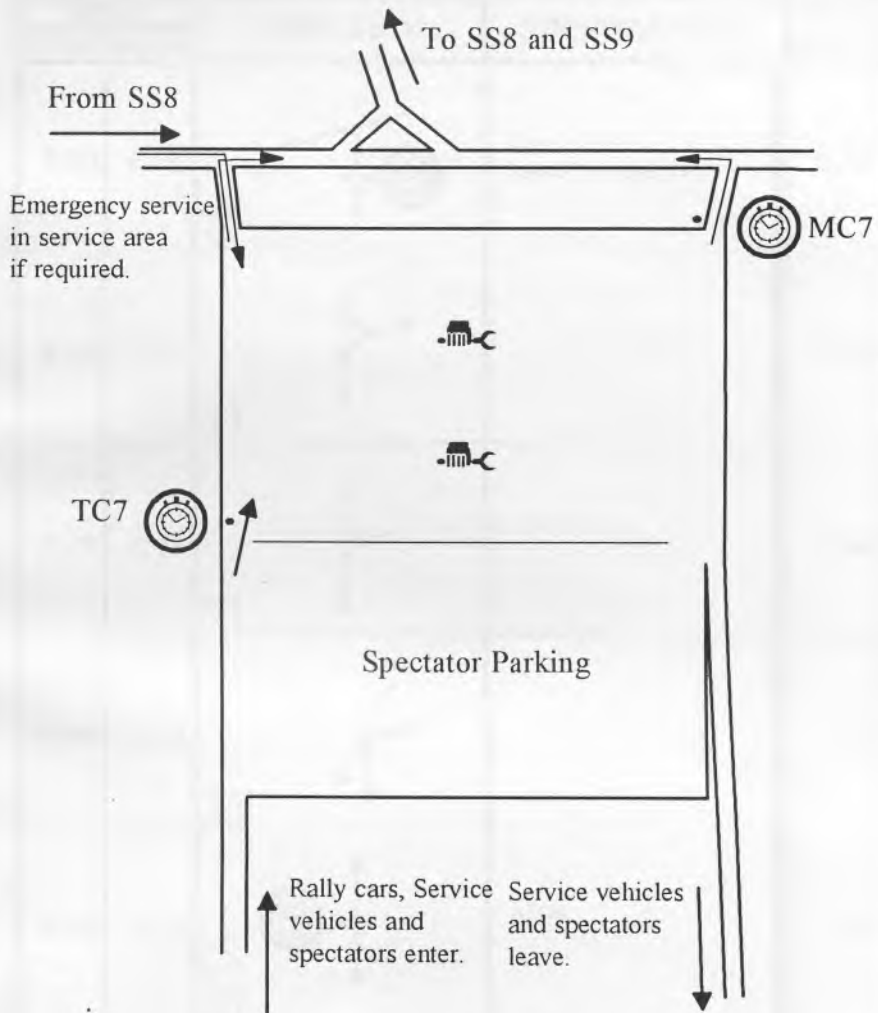 To SS8 and SS9
From SS8
Emergency service
in service area
if required.
MC7
TC7
Spectator Parking
Rally cars, Service
vehicles and
spectators enter.
Service vehicles
and spectators
leave.